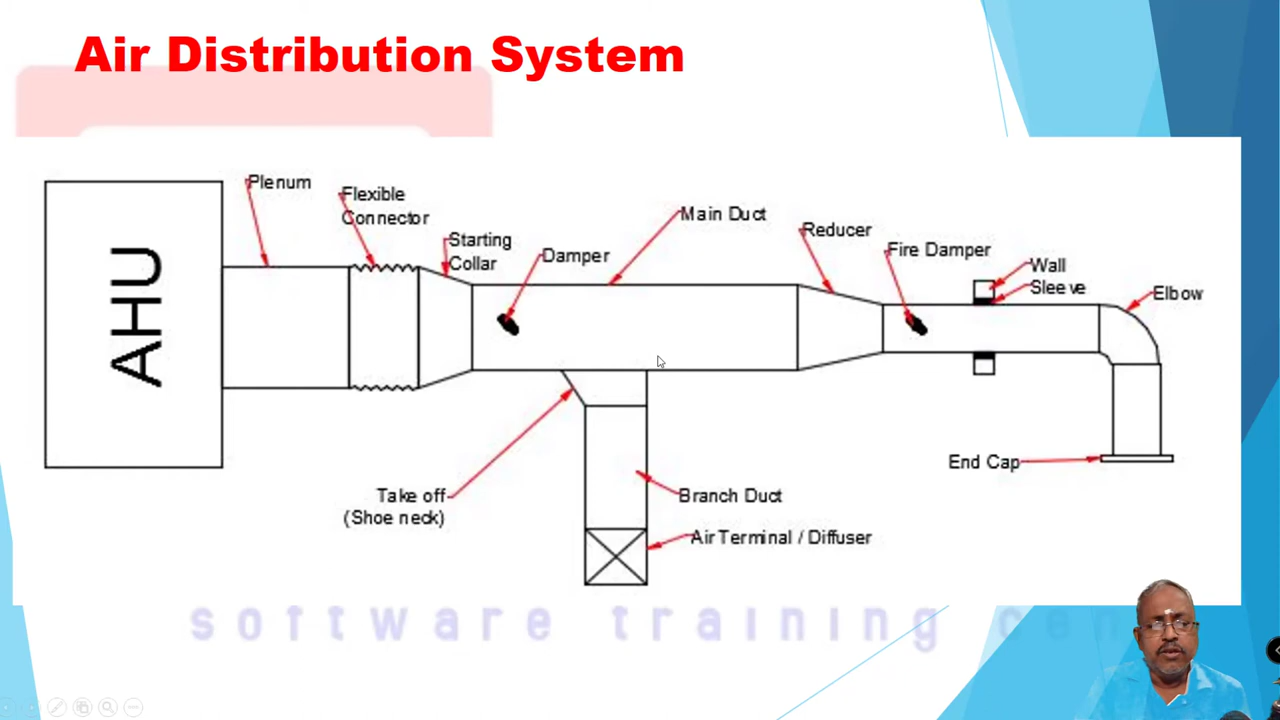 Air Distribution System
Plenum
Flexible
Connector
Starting
Collar
Damper
Main Duct
Reducer
Fire Damper
Wall
Sleeve
Elbow
AHU
End Cap
Take off
(Shoe neck)
Branch Duct
Air Terminal / Diffuser
software training cen